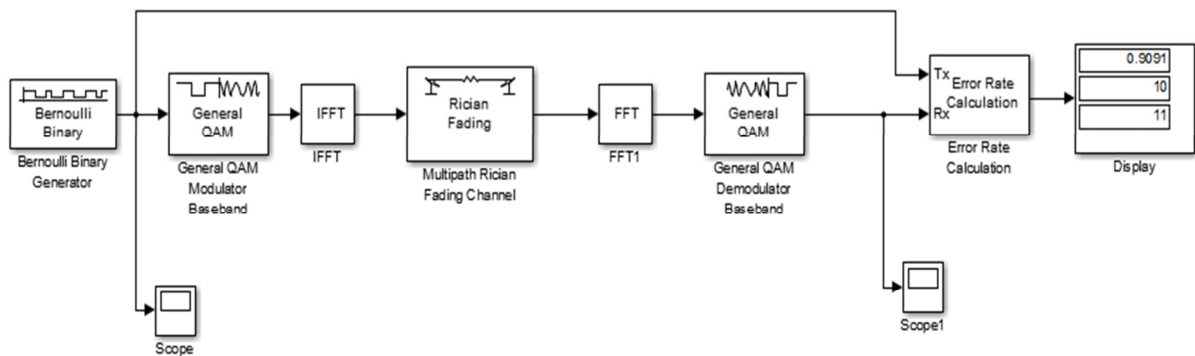 Bernoulli
Binary
Bernoulli Binary
Generator
General
QAM
General QAM
Modulator
Baseband
IFFT
IFFT
Rician
Fading
Multipath Rician
Fading Channel
FFT
FFT1
General
QAM
General QAM
Demodulator
Baseband
Tx
Rx
Error Rate
Calculation
Error Rate
Calculation
0.9091
10
11
Display
Scope
Scope1